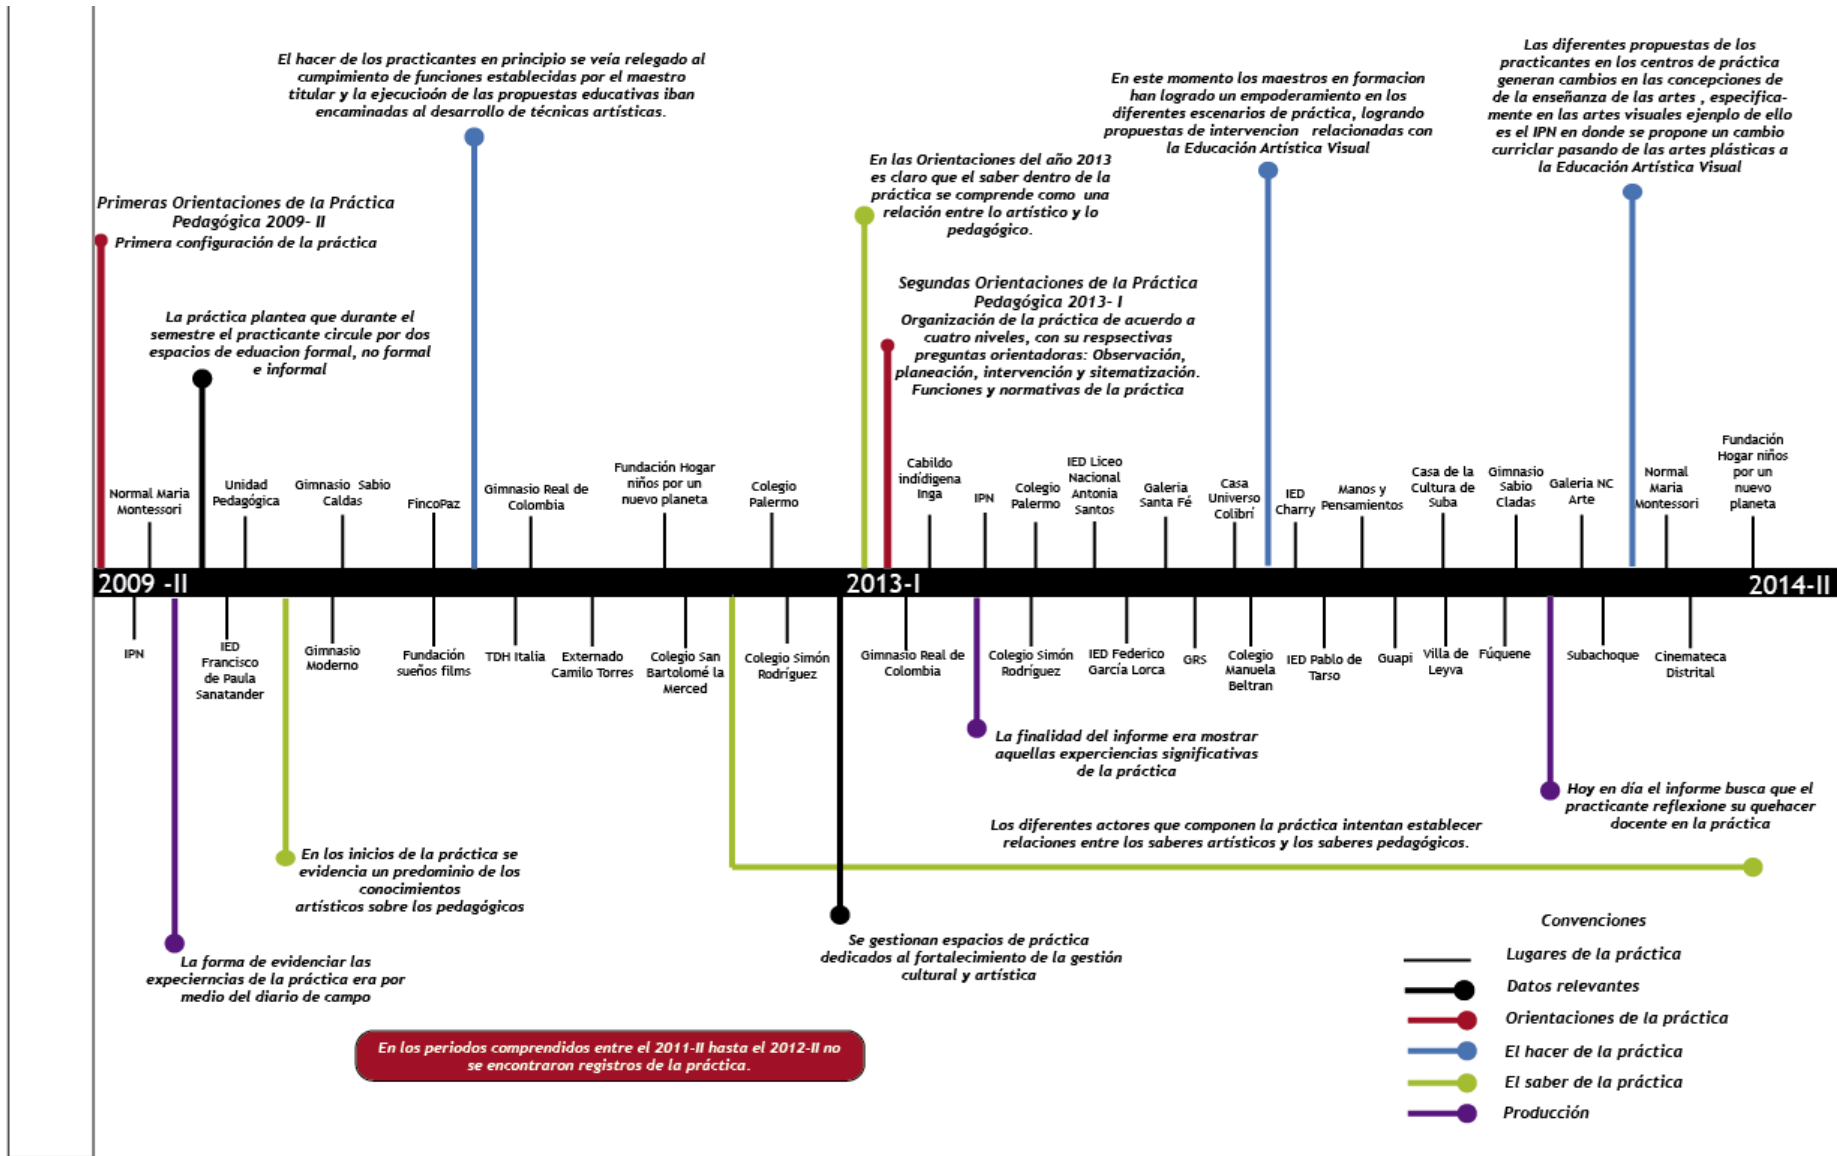 El hacer de los practicantes en principio se veía relegado al
cumpimiento de funciones establecidas por el maestro
titular y la ejecucioón de las propuestas educativas iban
encaminadas al desarrollo de técnicas artísticas.
En este momento los maestros en formacion
han logrado un empoderamiento en los
diferentes escenarios de práctica, logrando
propuestas de intervencion relacionadas con
la Educación Artística Visual
Las diferentes propuestas de los
practicantes en los centros de práctica
generan cambios en las concepciones de
de la enseñanza de las artes , especifica-
mente en las artes visuales ejenplo de ello
es el IPN en donde se propone un cambio
curriclar pasando de las artes plásticas a
la Educación Artística Visual
En las Orientaciones del año 2013
es claro que el saber dentro de la
práctica se comprende como una
relación entre lo artístico y lo
pedagógico.
Primeras Orientaciones de la Práctica
Pedagógica 2009- II
Primera configuración de la práctica
La práctica plantea que durante el
semestre el practicante circule por dos
espacios de eduacion formal, no formal
e informal
Segundas Orientaciones de la Práctica
Pedagógica 2013- I
Organización de la práctica de acuerdo a
cuatro niveles, con su respsectivas
preguntas orientadoras: Observación,
planeación, intervención y sitematización.
Funciones y normativas de la práctica
Normal Maria
Montessori
Unidad
Pedagógica
Gimnasio Sabio
Caldas
FincoPaz
Gimnasio Real de
Colombia
Fundación Hogar
niños por un
nuevo planeta
Colegio
Palermo
Cabildo
indídigena
Inga
IPN
Colegio
Palermo
IED Liceo
Nacional
Antonia
Santos
Galeria
Santa Fé
Casa
Universo
Colibrí
IED
Charry
Manos y
Pensamientos
Casa de la
Cultura de
Suba
Gimnasio
Sabio
Cladas
Galeria NC
Arte
Normal
Maria
Montessori
Fundación
Hogar niños
por un
nuevo
planeta
2009 -II
2013-I
2014-II
IPN
IED
Francisco
de Paula
Sanatander
Gimnasio
Moderno
Fundación
sueños films
TDH Italia
Externado
Camilo Torres
Colegio San
Bartolomé la
Merced
Colegio Simón
Rodríguez
Gimnasio Real de
Colombia
Colegio Simón
Rodríguez
IED Federico
García Lorca
GRS
Colegio
Manuela
Beltran
IED Pablo de
Tarso
Guapi
Villa de
Leyva
Fúquene
Subachoque
Cinemateca
Distrital
La finalidad del informe era mostrar
aquellas experciencias significativas
de la práctica
Hoy en día el informe busca que el
practicante reflexione su quehacer
docente en la práctica
Los diferentes actores que componen la práctica intentan establecer
relaciones entre los saberes artísticos y los saberes pedagógicos.
En los inicios de la práctica se
evidencia un predominio de los
conocimientos
artísticos sobre los pedagógicos
Se gestionan espacios de práctica
dedicados al fortalecimiento de la gestión
cultural y artística
La forma de evidenciar las
expecierncias de la práctica era por
medio del diario de campo
En los periodos comprendidos entre el 2011-II hasta el 2012-II no
se encontraron registros de la práctica.
Convenciones
Lugares de la práctica
Datos relevantes
Orientaciones de la práctica
El hacer de la práctica
El saber de la práctica
Producción